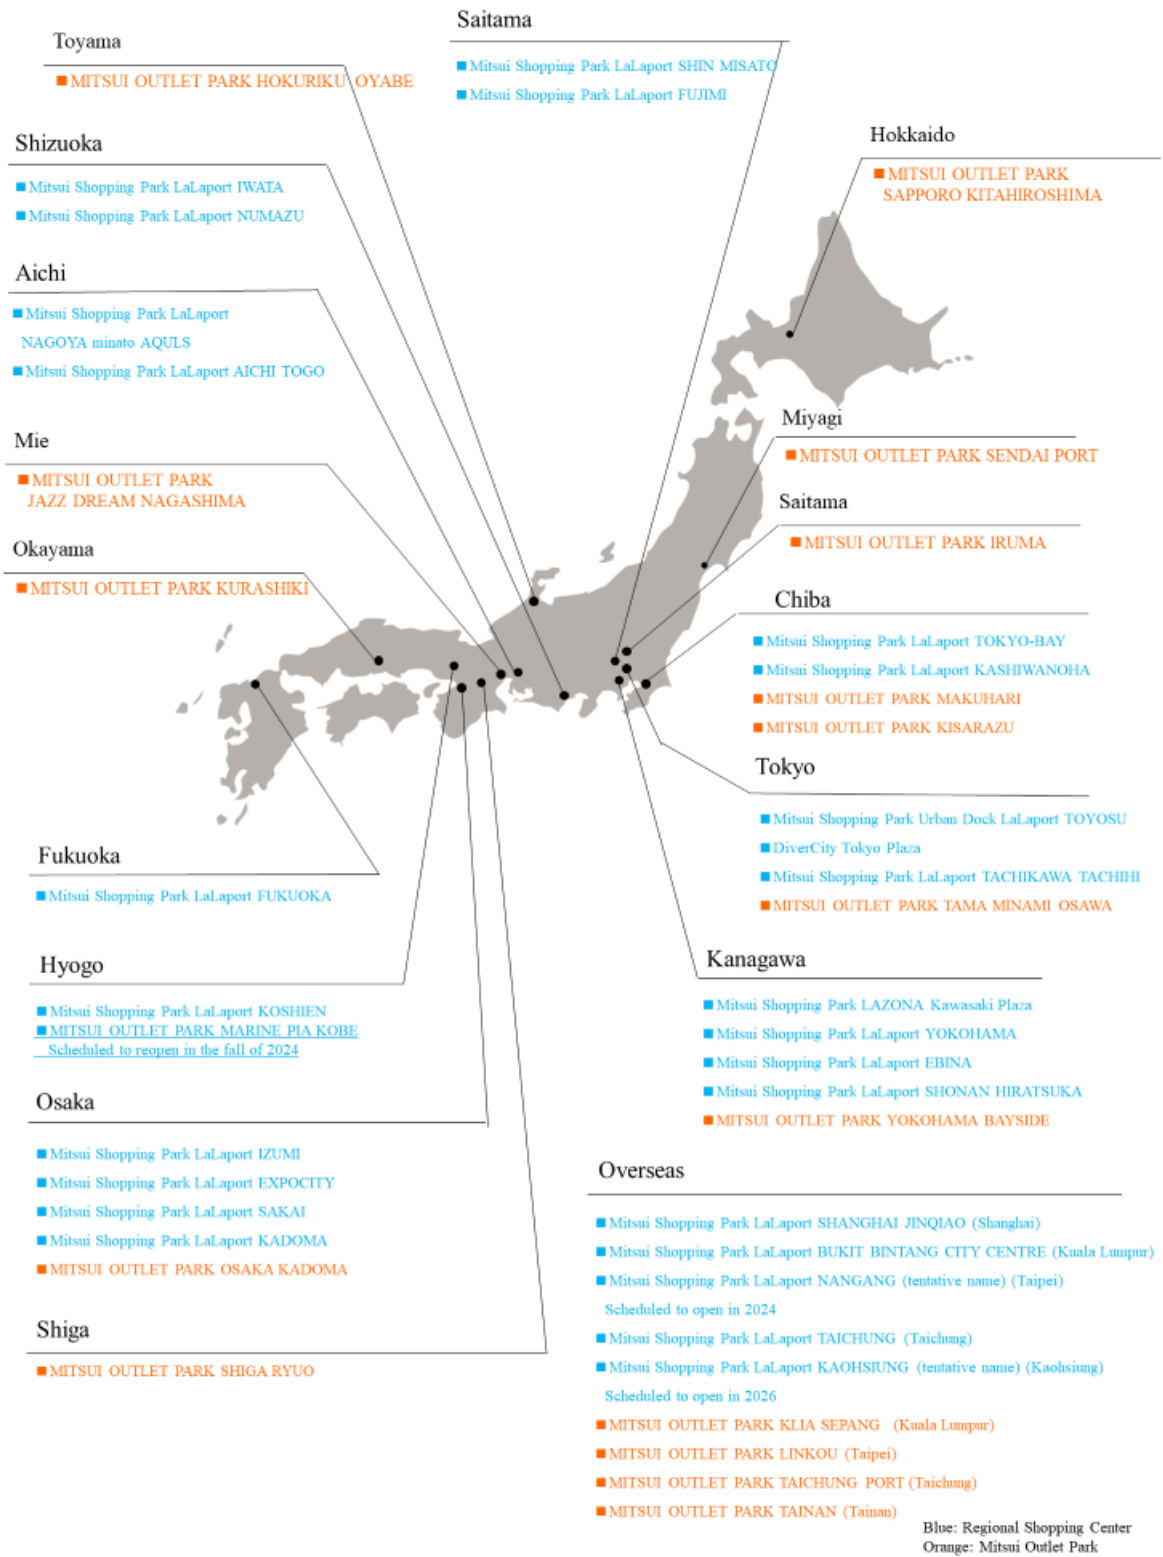 Toyama
■MITSUI OUTLET PARK HOKURIKU OYABE
Shizuoka
■Mitsui Shopping Park LaLaport IWATA
■Mitsui Shopping Park LaLaport NUMAZU
Aichi
■Mitsui Shopping Park LaLaport
NAGOYA minato AQULS
■Mitsui Shopping Park LaLaport AICHI TOGO
Mie
■MITSUI OUTLET PARK
JAZZ DREAM NAGASHIMA
Okayama
■MITSUI OUTLET PARK KURASHIKI
Fukuoka
■Mitsui Shopping Park LaLaport FUKUOKA
Hyogo
■Mitsui Shopping Park LaLaport KOSHIEN
■MITSUI OUTLET PARK MARINE PIA KOBE
Scheduled to reopen in the fall of 2024
Osaka
■Mitsui Shopping Park LaLaport IZUMI
■Mitsui Shopping Park LaLaport EXPOCITY
■Mitsui Shopping Park LaLaport SAKAI
■Mitsui Shopping Park LaLaport KADOMA
■MITSUI OUTLET PARK OSAKA KADOMA
Shiga
■MITSUI OUTLET PARK SHIGA RYUO
Saitama
■Mitsui Shopping Park LaLaport SHIN MISATO
■Mitsui Shopping Park LaLaport FUJIMI
Hokkaido
■MITSUI OUTLET PARK
SAPPORO KITAHIROSHIMA
Miyagi
■MITSUI OUTLET PARK SENDAI PORT
Saitama
■MITSUI OUTLET PARK IRUMA
Chiba
■Mitsui Shopping Park LaLaport TOKYO-BAY
■Mitsui Shopping Park LaLaport KASHIWANOHA
■MITSUI OUTLET PARK MAKUHARI
■MITSUI OUTLET PARK KISARAZU
Tokyo
■Mitsui Shopping Park Urban Dock LaLaport TOYOSU
■DiverCity Tokyo Plaza
■Mitsui Shopping Park LaLaport TACHIKAWA TACHIHI
■MITSUI OUTLET PARK TAMA MINAMI OSAWA
Kanagawa
■Mitsui Shopping Park LAZONA Kawasaki Plaza
■Mitsui Shopping Park LaLaport YOKOHAMA
■Mitsui Shopping Park LaLaport EBINA
■Mitsui Shopping Park LaLaport SHONAN HIRATSUKA
■MITSUI OUTLET PARK YOKOHAMA BAYSIDE
Overseas
■Mitsui Shopping Park LaLaport SHANGHAI JINQIAO (Shanghai)
■Mitsui Shopping Park LaLaport BUKIT BINTANG CITY CENTRE (Kuala Lumpur)
■Mitsui Shopping Park LaLaport NANGANG (tentative name) (Taipei)
Scheduled to open in 2024
■Mitsui Shopping Park LaLaport TAICHUNG (Taichung)
■Mitsui Shopping Park LaLaport KAOHSIUNG (tentative name) (Kaohsiung)
Scheduled to open in 2026
■MITSUI OUTLET PARK KLIA SEPANG (Kuala Lumpur)
■MITSUI OUTLET PARK LINKOU (Taipei)
■MITSUI OUTLET PARK TAICHUNG PORT (Taichung)
■MITSUI OUTLET PARK TAINAN (Tainan)
Blue: Regional Shopping Center
Orange: Mitsui Outlet Park